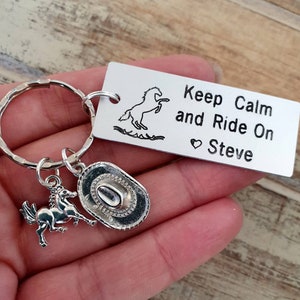 Keep Calm
and Ride On
♡ Steve